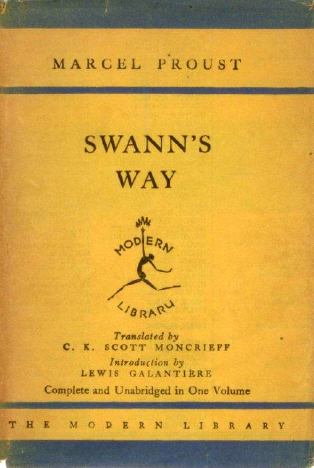 MARCEL PROUST
SWANN'S
WAY
MODERN
LIBRARY
Translated by
C. K. SCOTT MONCRIEFF
Introduction by
LEWIS GALANTIÈRE
Complete and Unabridged in One Volume
THE MODERN LIBRARY